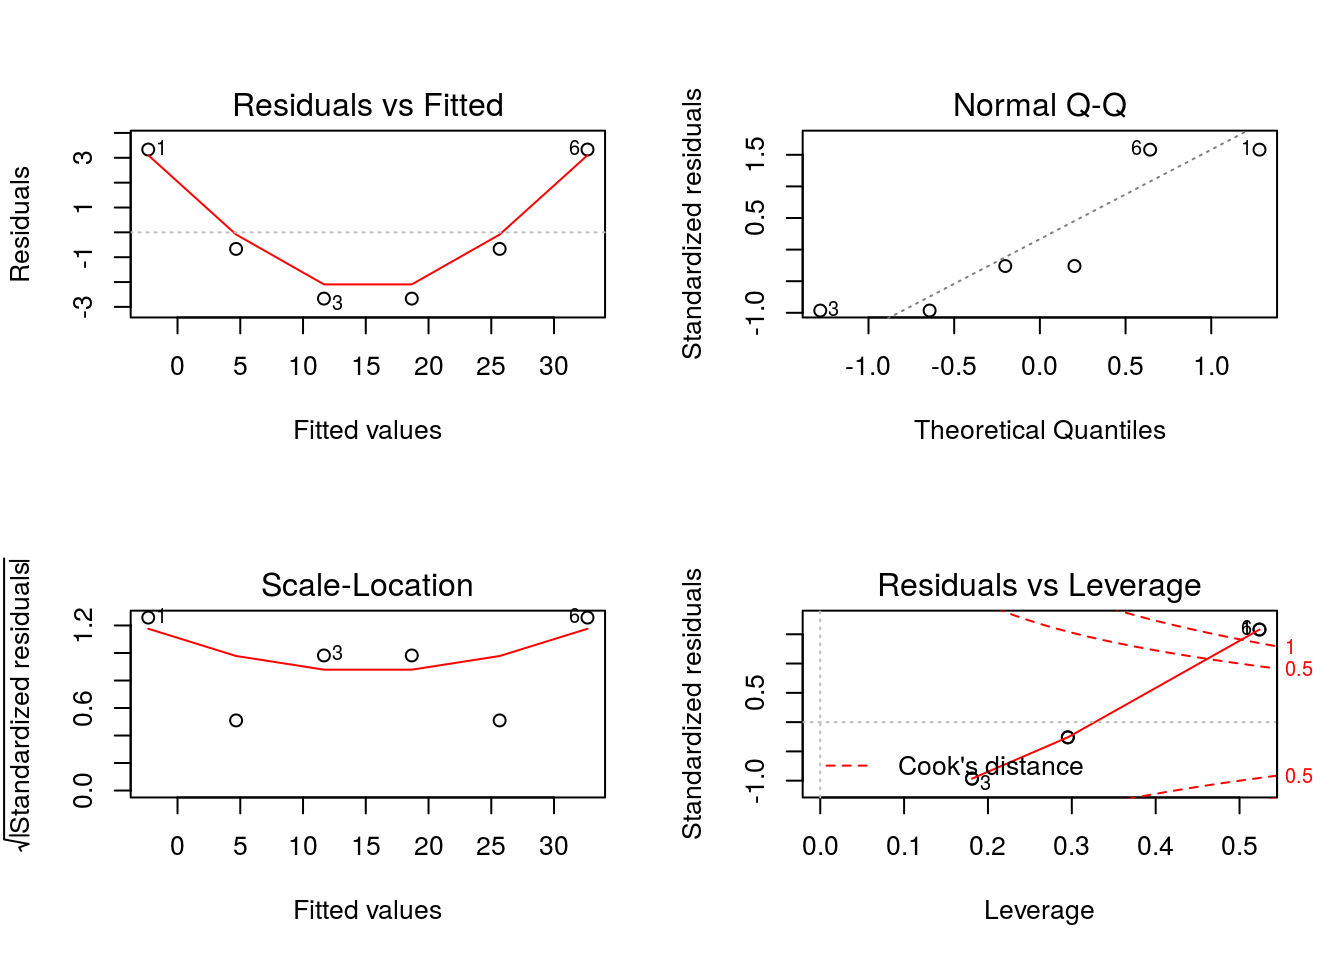 Residuals vs Fitted
Residuals
3
1
-1
-3
1
6
3
0 5 10 15 20 25 30
Fitted values
Normal Q-Q
Standardized residuals
1.5
0.5
-1.0
6
1
3
-1.0 -0.5 0.0 0.5 1.0
Theoretical Quantiles
Scale-Location
√|Standardized residuals|
1.2
0.6
0.0
1
6
3
0 5 10 15 20 25 30
Fitted values
Residuals vs Leverage
Standardized residuals
0.5
-1.0
6
1
0.5
0.5
Cook's distance
3
0.0 0.1 0.2 0.3 0.4 0.5
Leverage